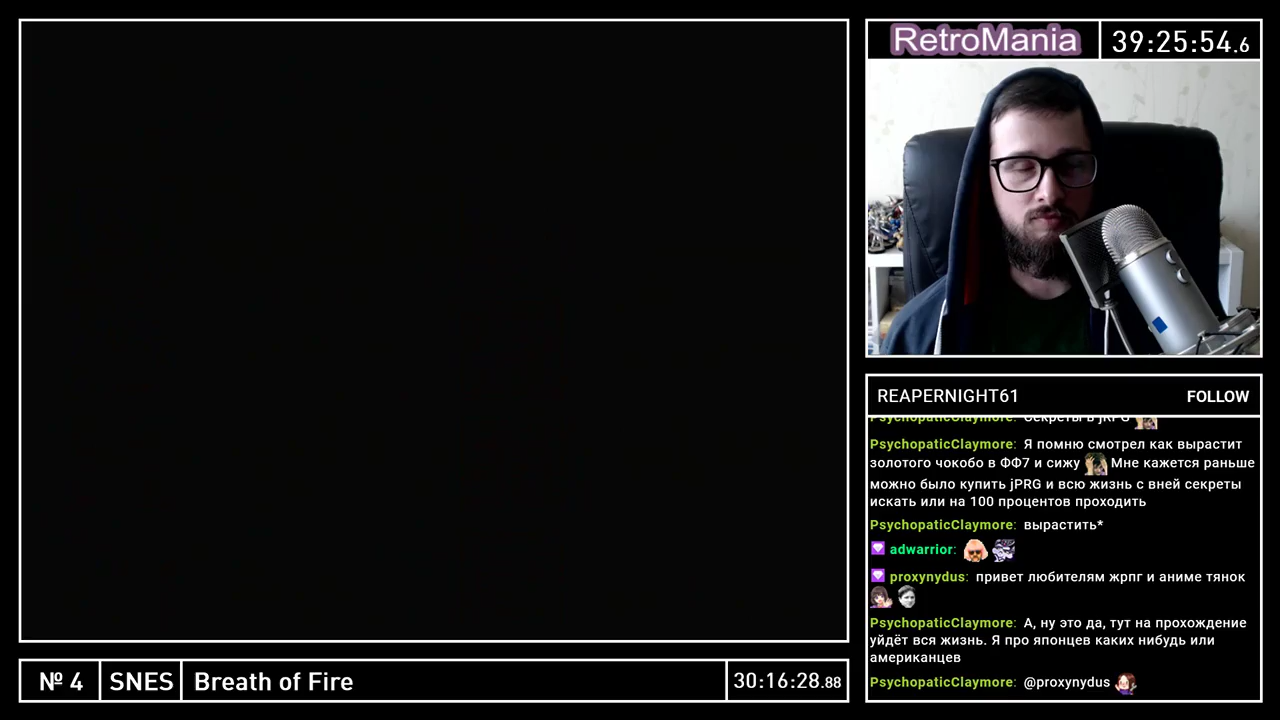 RetroMania
39:25:54.6
REAPERNIGHT61
FOLLOW
PsychopaticClaymore: Секреты в jRPG
PsychopaticClaymore: Я помню смотрел как вырастит
золотого чокобо в ФФ7 и сижу Мне кажется раньше
можно было купить jPRG и всю жизнь с вней секреты
искать или на 100 процентов проходить
PsychopaticClaymore: вырастить*
adwarrior:
proxynydus: привет любителям жрпг и аниме тянок
PsychopaticClaymore: А, ну это да, тут на прохождение
уйдёт вся жизнь. Я про японцев каких нибудь или
американцев
PsychopaticClaymore: @proxynydus
№ 4
SNES
Breath of Fire
30:16:28.88